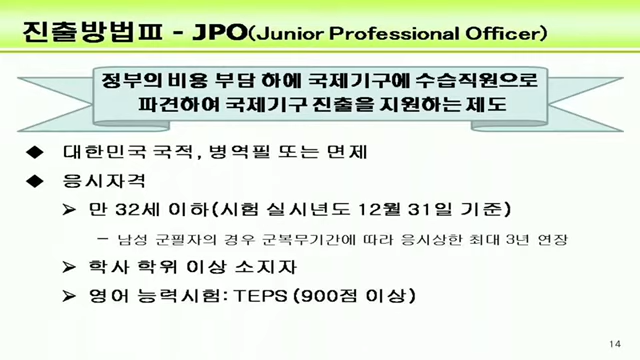 진출방법Ⅲ - JPO(Junior Professional Officer)
정부의 비용 부담 하에 국제기구에 수습직원으로
파견하여 국제기구 진출을 지원하는 제도
◆ 대한민국 국적, 병역필 또는 면제
◆ 응시자격
➢ 만 32세 이하(시험 실시년도 12월 31일 기준)
– 남성 군필자의 경우 군복무기간에 따라 응시상한 최대 3년 연장
➢ 학사 학위 이상 소지자
➢ 영어 능력시험: TEPS (900점 이상)
14